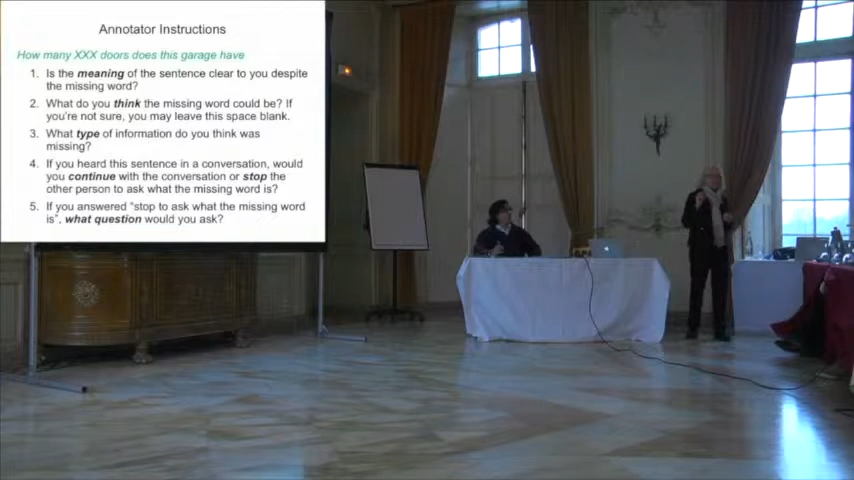 Annotator Instructions
How many XXX doors does this garage have
1. Is the meaning of the sentence clear to you despite
the missing word?
2. What do you think the missing word could be? If
you're not sure, you may leave this space blank.
3. What type of information do you think was
missing?
4. If you heard this sentence in a conversation, would
you continue with the conversation or stop the
other person to ask what the missing word is?
5. If you answered "stop to ask what the missing word
is", what question would you ask?